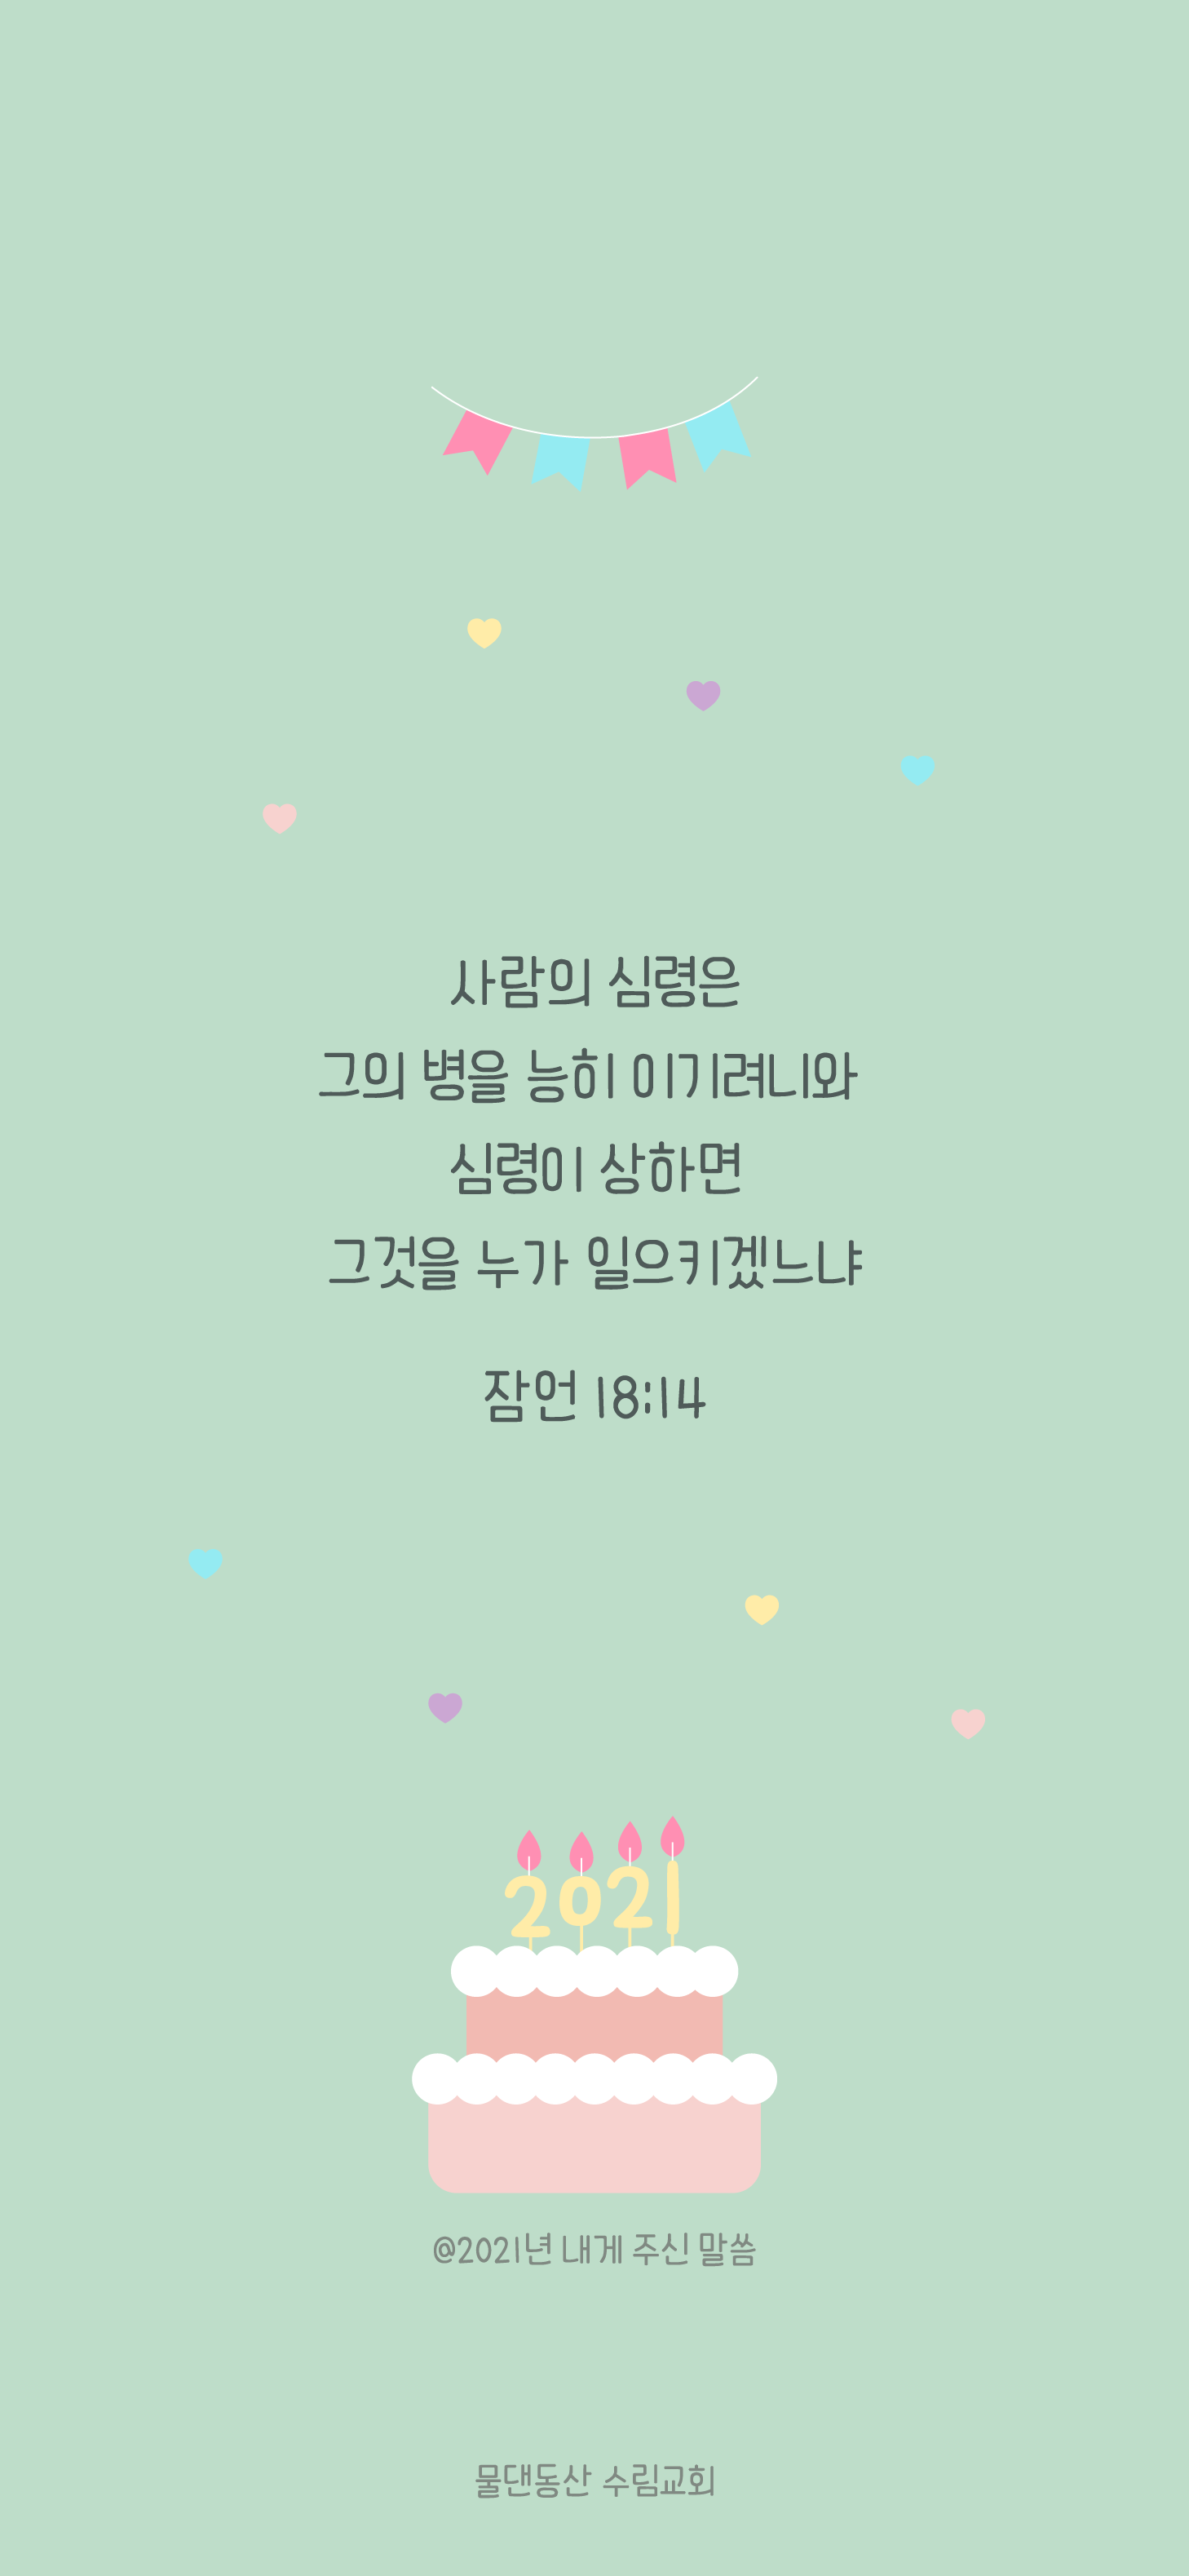 사람의 심령은
그의 병을 능히 이기려니와
심령이 상하면
그것을 누가 일으키겠느냐
잠언 18:14
2021
@2021년 내게 주신 말씀
물댄동산 수림교회